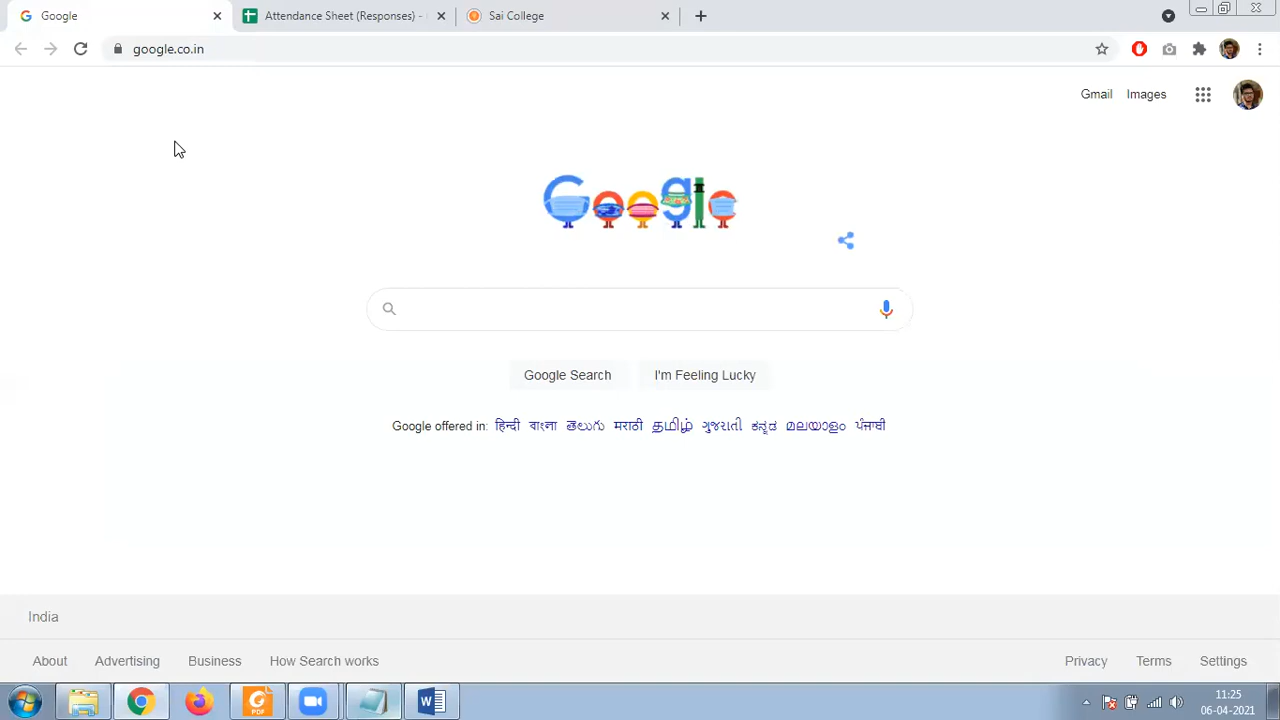 Google
Attendance Sheet (Responses) -
Sai College
google.co.in
Gmail
Images
Google
Google Search
I'm Feeling Lucky
Google offered in: हिन्दी বাংলা తెలుగు मराठी தமிழ் ગુજરાતી ಕನ್ನಡ മലയാളം ਪੰਜਾਬੀ
India
About
Advertising
Business
How Search works
Privacy
Terms
Settings
PDF
W
11:25
06-04-2021